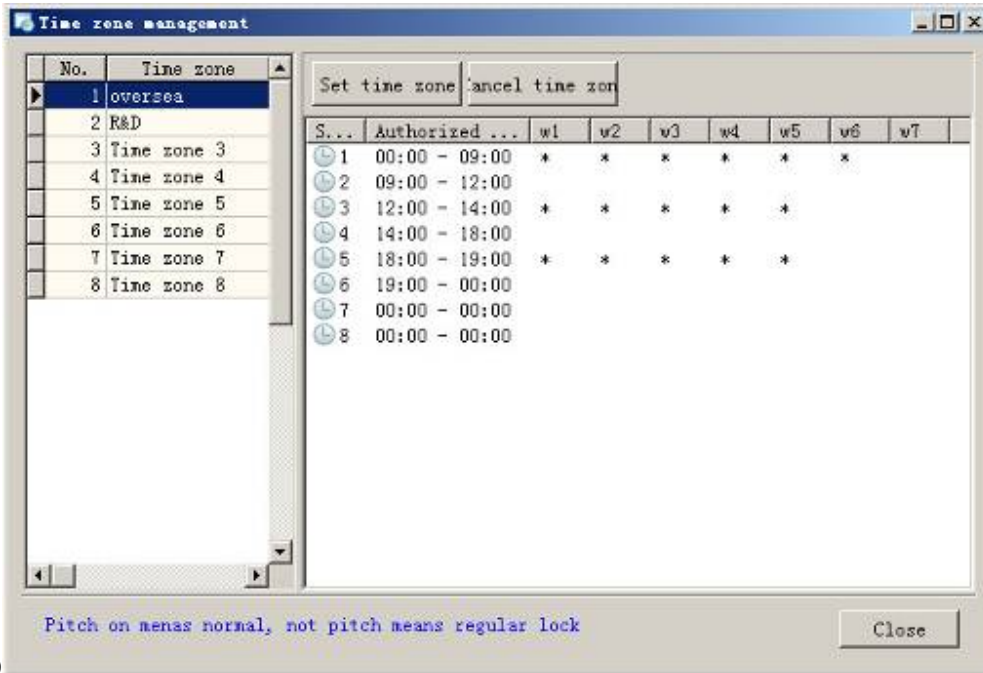 Time zone management
No. Time zone
1 oversea
2 R&D
3 Time zone 3
4 Time zone 4
5 Time zone 5
6 Time zone 6
7 Time zone 7
8 Time zone 8
Set time zone ancel time zon
S... Authorized ... w1 w2 w3 w4 w5 w6 w7
1 00:00 - 09:00 * * * * * *
2 09:00 - 12:00
3 12:00 - 14:00 * * * * *
4 14:00 - 18:00
5 18:00 - 19:00 * * * * *
6 19:00 - 00:00
7 00:00 - 00:00
8 00:00 - 00:00
Pitch on menas normal, not pitch means regular lock
Close